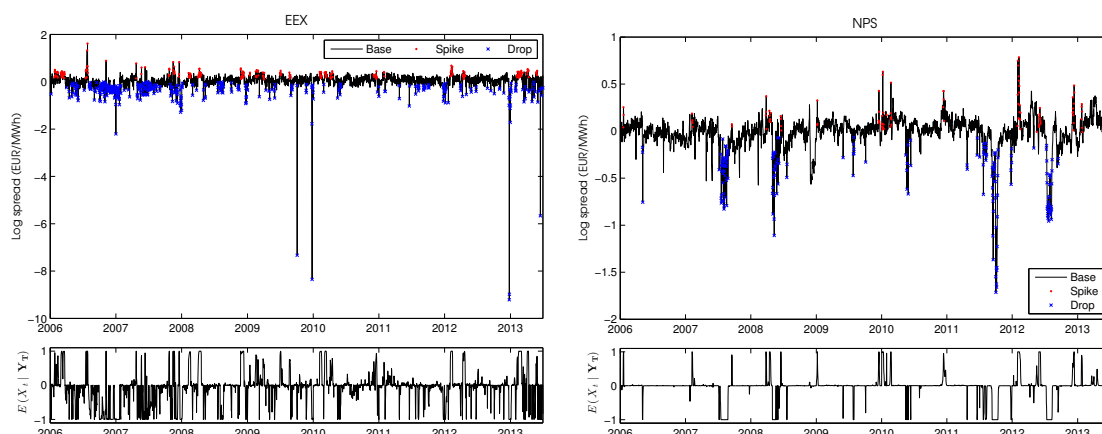 EEX
Base Spike Drop
Log spread (EUR/MWh)
2
0
−2
−4
−6
−8
−10
2006 2007 2008 2009 2010 2011 2012 2013
E(X_t | Y_T)
1
0
−1
2006 2007 2008 2009 2010 2011 2012 2013
NPS
Log spread (EUR/MWh)
1
0.5
0
−0.5
−1
−1.5
−2
Base
Spike
Drop
2006 2007 2008 2009 2010 2011 2012 2013
E(X_t | Y_T)
1
0
−1
2006 2007 2008 2009 2010 2011 2012 2013